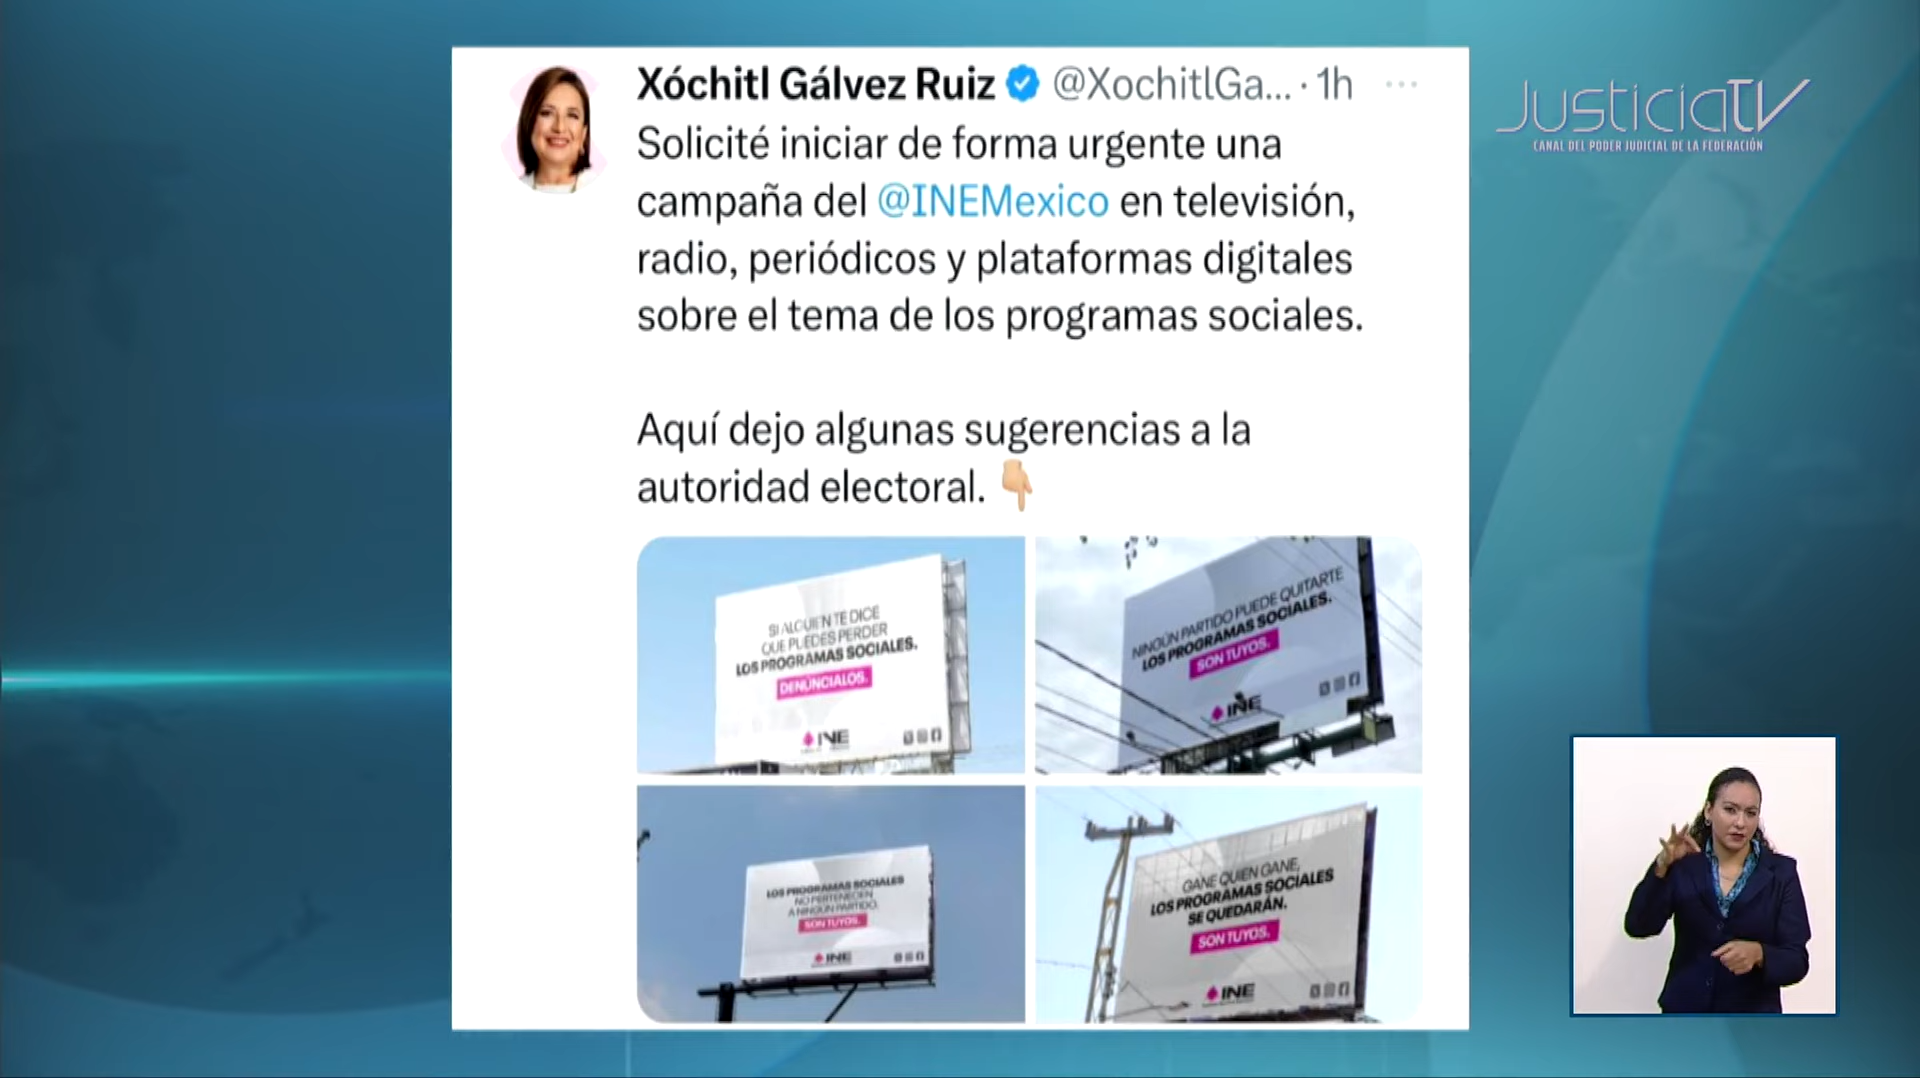 Xóchitl Gálvez Ruiz @XochitlGa... · 1h ...
Solicité iniciar de forma urgente una
campaña del @INEMexico en televisión,
radio, periódicos y plataformas digitales
sobre el tema de los programas sociales.
Aquí dejo algunas sugerencias a la
autoridad electoral.
SI ALGUIEN TE DICE
QUE PUEDES PERDER
LOS PROGRAMAS SOCIALES.
DENÚNCIALOS.
INE
NINGÚN PARTIDO PUEDE QUITARTE
LOS PROGRAMAS SOCIALES.
SON TUYOS.
INE
LOS PROGRAMAS SOCIALES
NO PERTENECEN
A NINGÚN PARTIDO.
SON TUYOS.
INE
GANE QUIEN GANE,
LOS PROGRAMAS SOCIALES
SE QUEDARÁN.
SON TUYOS.
INE
JusticiaTV
CANAL DEL PODER JUDICIAL DE LA FEDERACIÓN